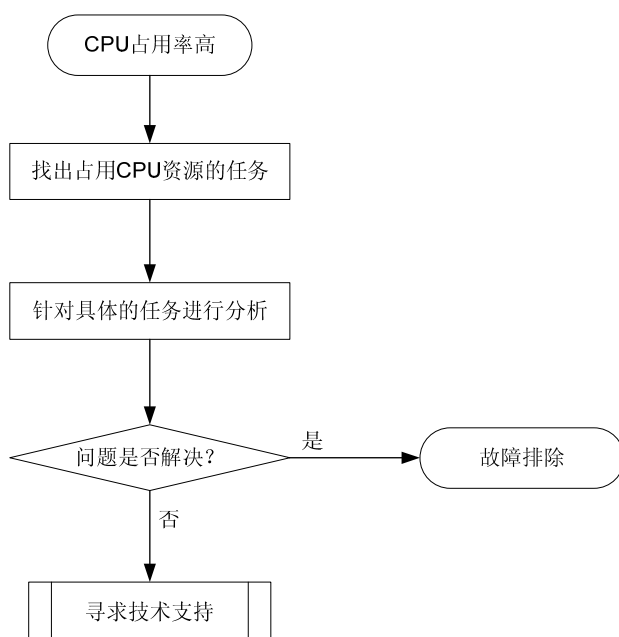 CPU占用率高
找出占用CPU资源的任务
针对具体的任务进行分析
问题是否解决?
是
故障排除
否
寻求技术支持